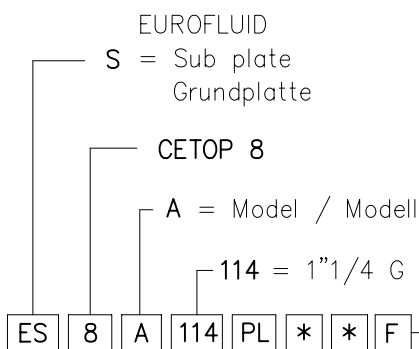 EUROFLUID
S = Sub plate
Grundplatte
CETOP 8
A = Model / Modell
114 = 1"1/4 G
ES 8 A 114 PL * * F